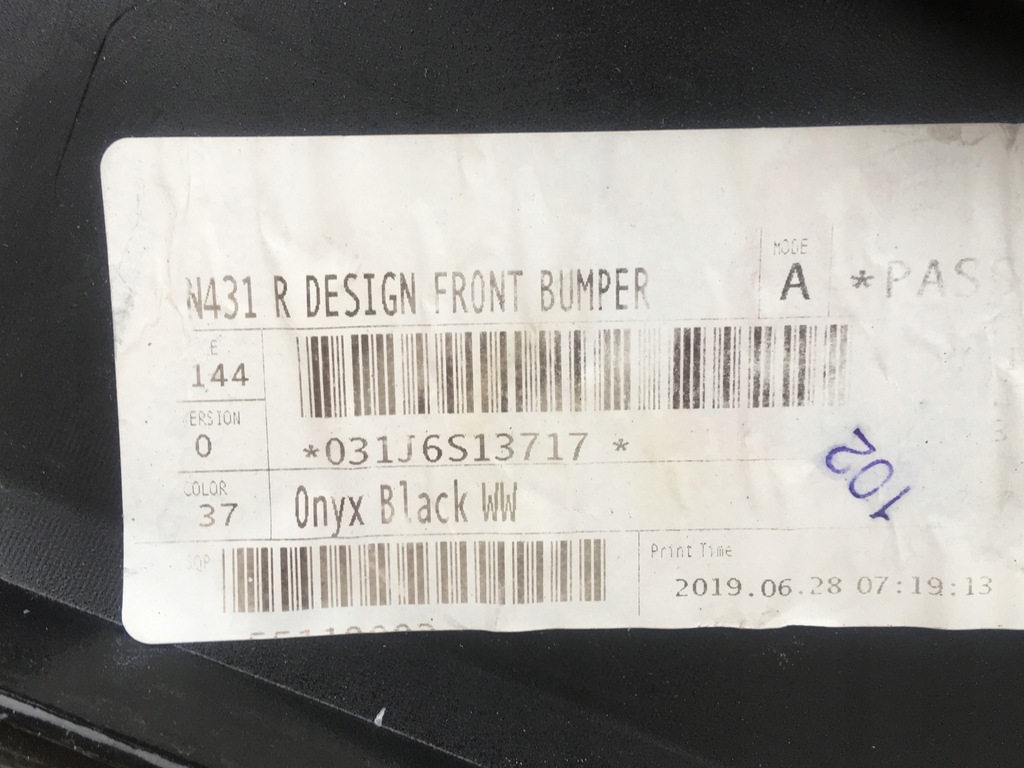 N431 R DESIGN FRONT BUMPER
MODE
A
*PAS
E
144
ERSION
0
*031J6S13717 *
COLOR
37
Onyx Black WW
102
Print Time
2019.06.28 07:19:13